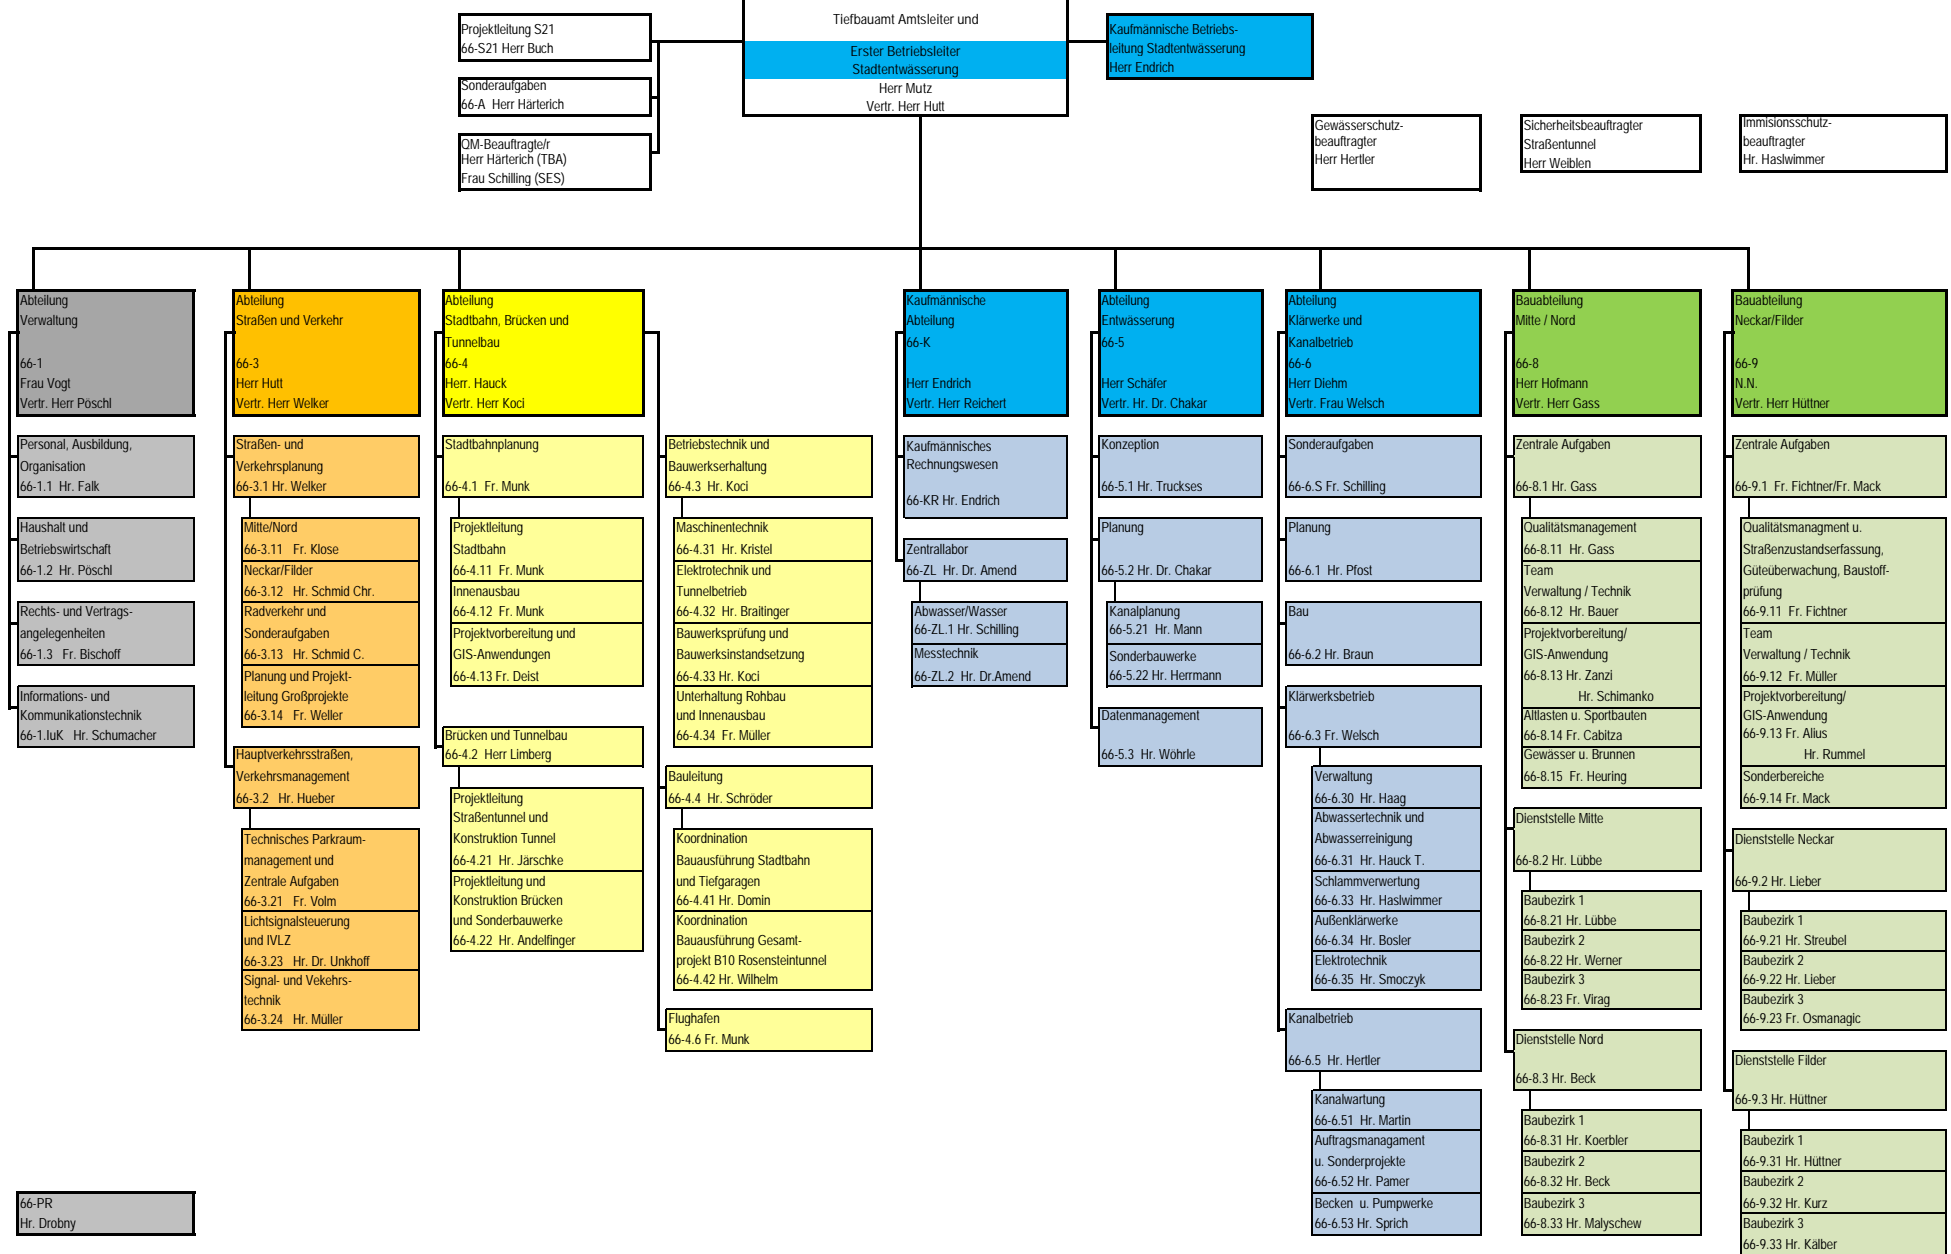 Tiefbauamt Amtsleiter und
Erster Betriebsleiter
Stadtentwässerung
Herr Mutz
Vertr. Herr Hutt
Projektleitung S21
66-S21 Herr Buch
Sonderaufgaben
66-A Herr Härterich
QM-Beauftragte/r
Herr Härterich (TBA)
Frau Schilling (SES)
Kaufmännische Betriebs-
leitung Stadtentwässerung
Herr Endrich
Gewässerschutz-
beauftragter
Herr Hertler
Sicherheitsbeauftragter
Straßentunnel
Herr Weiblen
Immisionsschutz-
beauftragter
Hr. Haslwimmer
Abteilung
Verwaltung
66-1
Frau Vogt
Vertr. Herr Pöschl
Personal, Ausbildung,
Organisation
66-1.1 Hr. Falk
Haushalt und
Betriebswirtschaft
66-1.2 Hr. Pöschl
Rechts- und Vertrags-
angelegenheiten
66-1.3 Fr. Bischoff
Informations- und
Kommunikationstechnik
66-1.IuK Hr. Schumacher
66-PR
Hr. Drobny
Abteilung
Straßen und Verkehr
66-3
Herr Hutt
Vertr. Herr Welker
Straßen- und
Verkehrsplanung
66-3.1 Hr. Welker
Mitte/Nord
66-3.11 Fr. Klose
Neckar/Filder
66-3.12 Hr. Schmid Chr.
Radverkehr und
Sonderaufgaben
66-3.13 Hr. Schmid C.
Planung und Projekt-
leitung Großprojekte
66-3.14 Fr. Weller
Hauptverkehrsstraßen,
Verkehrsmanagement
66-3.2 Hr. Hueber
Technisches Parkraum-
management und
Zentrale Aufgaben
66-3.21 Fr. Volm
Lichtsignalsteuerung
und IVLZ
66-3.23 Hr. Dr. Unkhoff
Signal- und Vekehrs-
technik
66-3.24 Hr. Müller
Abteilung
Stadtbahn, Brücken und
Tunnelbau
66-4
Herr. Hauck
Vertr. Herr Koci
Stadtbahnplanung
66-4.1 Fr. Munk
Projektleitung
Stadtbahn
66-4.11 Fr. Munk
Innenausbau
66-4.12 Fr. Munk
Projektvorbereitung und
GIS-Anwendungen
66-4.13 Fr. Deist
Brücken und Tunnelbau
66-4.2 Herr Limberg
Projektleitung
Straßentunnel und
Konstruktion Tunnel
66-4.21 Hr. Järschke
Projektleitung und
Konstruktion Brücken
und Sonderbauwerke
66-4.22 Hr. Andelfinger
Betriebstechnik und
Bauwerkserhaltung
66-4.3 Hr. Koci
Maschinentechnik
66-4.31 Hr. Kristel
Elektrotechnik und
Tunnelbetrieb
66-4.32 Hr. Braitinger
Bauwerksprüfung und
Bauwerksinstandsetzung
66-4.33 Hr. Koci
Unterhaltung Rohbau
und Innenausbau
66-4.34 Fr. Müller
Bauleitung
66-4.4 Hr. Schröder
Koordnination
Bauausführung Stadtbahn
und Tiefgaragen
66-4.41 Hr. Domin
Koordnination
Bauausführung Gesamt-
projekt B10 Rosensteintunnel
66-4.42 Hr. Wilhelm
Flughafen
66-4.6 Fr. Munk
Kaufmännische
Abteilung
66-K
Herr Endrich
Vertr. Herr Reichert
Kaufmännisches
Rechnungswesen
66-KR Hr. Endrich
Zentrallabor
66-ZL Hr. Dr. Amend
Abwasser/Wasser
66-ZL.1 Hr. Schilling
Messtechnik
66-ZL.2 Hr. Dr.Amend
Abteilung
Entwässerung
66-5
Herr Schäfer
Vertr. Hr. Dr. Chakar
Konzeption
66-5.1 Hr. Truckses
Planung
66-5.2 Hr. Dr. Chakar
Kanalplanung
66-5.21 Hr. Mann
Sonderbauwerke
66-5.22 Hr. Herrmann
Datenmanagement
66-5.3 Hr. Wöhrle
Abteilung
Klärwerke und
Kanalbetrieb
66-6
Herr Diehm
Vertr. Frau Welsch
Sonderaufgaben
66-6.S Fr. Schilling
Planung
66-6.1 Hr. Pfost
Bau
66-6.2 Hr. Braun
Klärwerksbetrieb
66-6.3 Fr. Welsch
Verwaltung
66-6.30 Hr. Haag
Abwassertechnik und
Abwasserreinigung
66-6.31 Hr. Hauck T.
Schlammverwertung
66-6.33 Hr. Haslwimmer
Außenklärwerke
66-6.34 Hr. Bosler
Elektrotechnik
66-6.35 Hr. Smoczyk
Kanalbetrieb
66-6.5 Hr. Hertler
Kanalwartung
66-6.51 Hr. Martin
Auftragsmanagament
u. Sonderprojekte
66-6.52 Hr. Pamer
Becken u. Pumpwerke
66-6.53 Hr. Sprich
Bauabteilung
Mitte / Nord
66-8
Herr Hofmann
Vertr. Herr Gass
Zentrale Aufgaben
66-8.1 Hr. Gass
Qualitätsmanagement
66-8.11 Hr. Gass
Team
Verwaltung / Technik
66-8.12 Hr. Bauer
Projektvorbereitung/
GIS-Anwendung
66-8.13 Hr. Zanzi
Hr. Schimanko
Altlasten u. Sportbauten
66-8.14 Fr. Cabitza
Gewässer u. Brunnen
66-8.15 Fr. Heuring
Dienststelle Mitte
66-8.2 Hr. Lübbe
Baubezirk 1
66-8.21 Hr. Lübbe
Baubezirk 2
66-8.22 Hr. Werner
Baubezirk 3
66-8.23 Fr. Virag
Dienststelle Nord
66-8.3 Hr. Beck
Baubezirk 1
66-8.31 Hr. Koerbler
Baubezirk 2
66-8.32 Hr. Beck
Baubezirk 3
66-8.33 Hr. Malyschew
Bauabteilung
Neckar/Filder
66-9
N.N.
Vertr. Herr Hüttner
Zentrale Aufgaben
66-9.1 Fr. Fichtner/Fr. Mack
Qualitätsmanagment u.
Straßenzustandserfassung,
Güteüberwachung, Baustoff-
prüfung
66-9.11 Fr. Fichtner
Team
Verwaltung / Technik
66-9.12 Fr. Müller
Projektvorbereitung/
GIS-Anwendung
66-9.13 Fr. Alius
Hr. Rummel
Sonderbereiche
66-9.14 Fr. Mack
Dienststelle Neckar
66-9.2 Hr. Lieber
Baubezirk 1
66-9.21 Hr. Streubel
Baubezirk 2
66-9.22 Hr. Lieber
Baubezirk 3
66-9.23 Fr. Osmanagic
Dienststelle Filder
66-9.3 Hr. Hüttner
Baubezirk 1
66-9.31 Hr. Hüttner
Baubezirk 2
66-9.32 Hr. Kurz
Baubezirk 3
66-9.33 Hr. Kälber